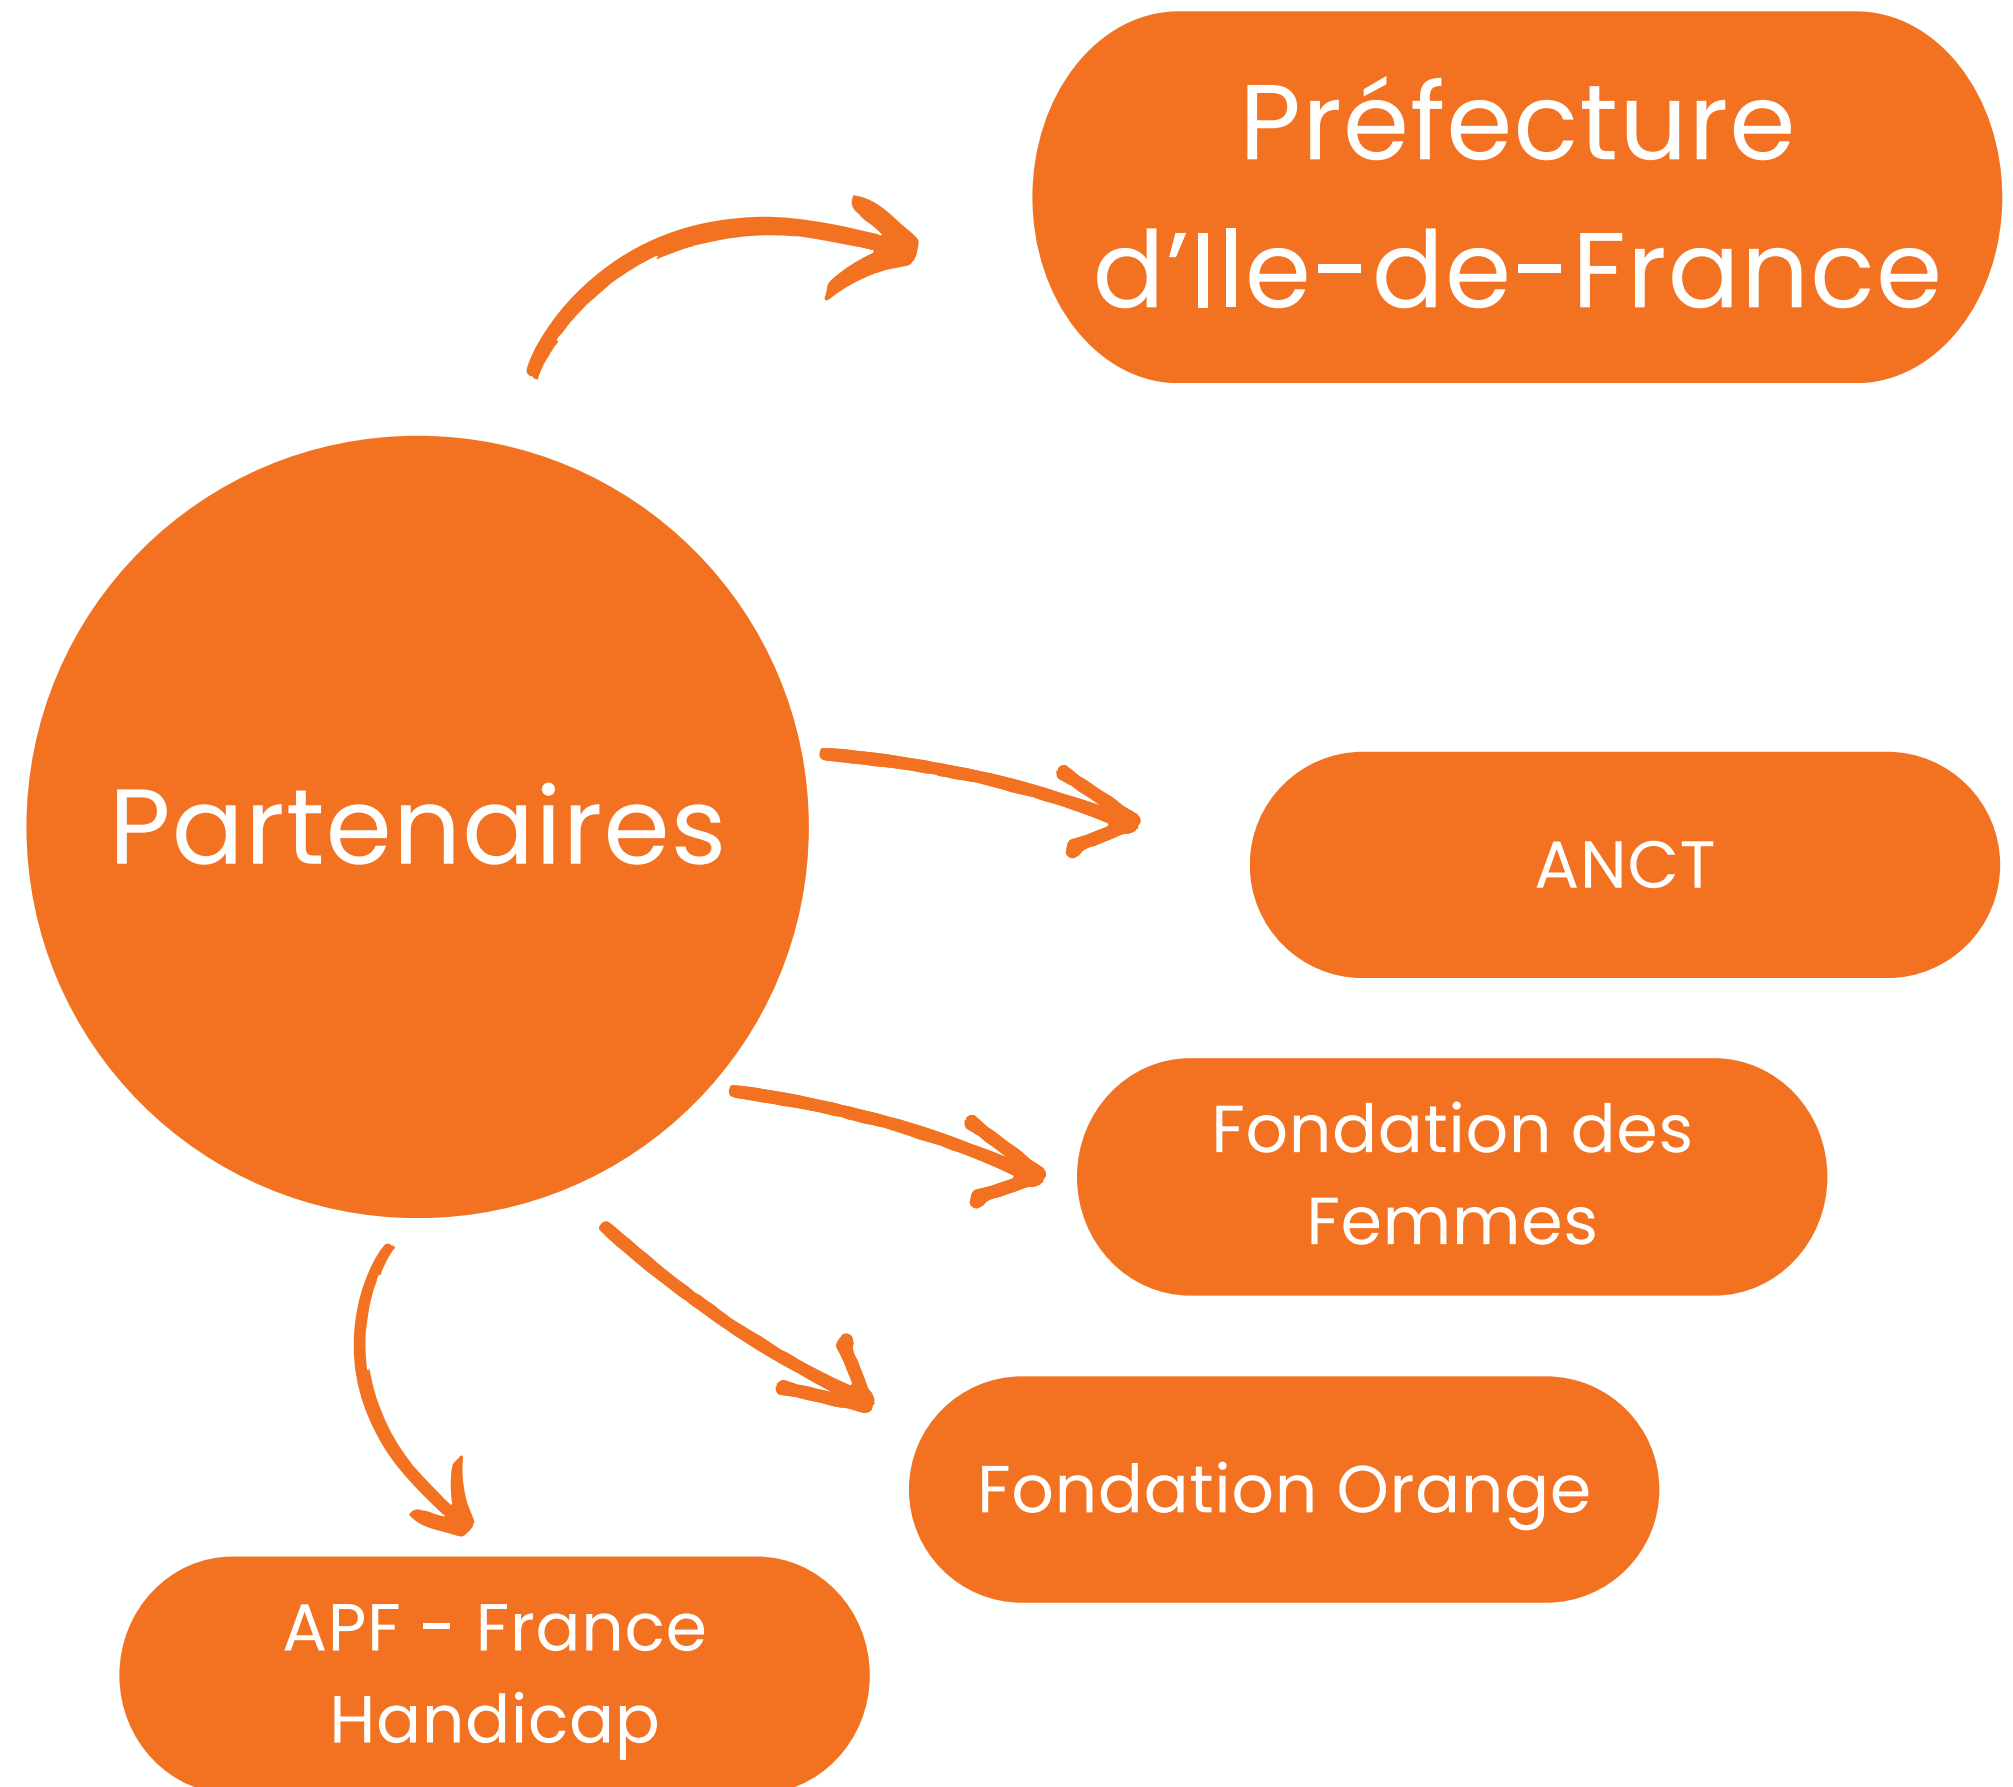 Préfecture
d’Ile-de-France
Partenaires
ANCT
Fondation des
Femmes
Fondation Orange
APF - France
Handicap